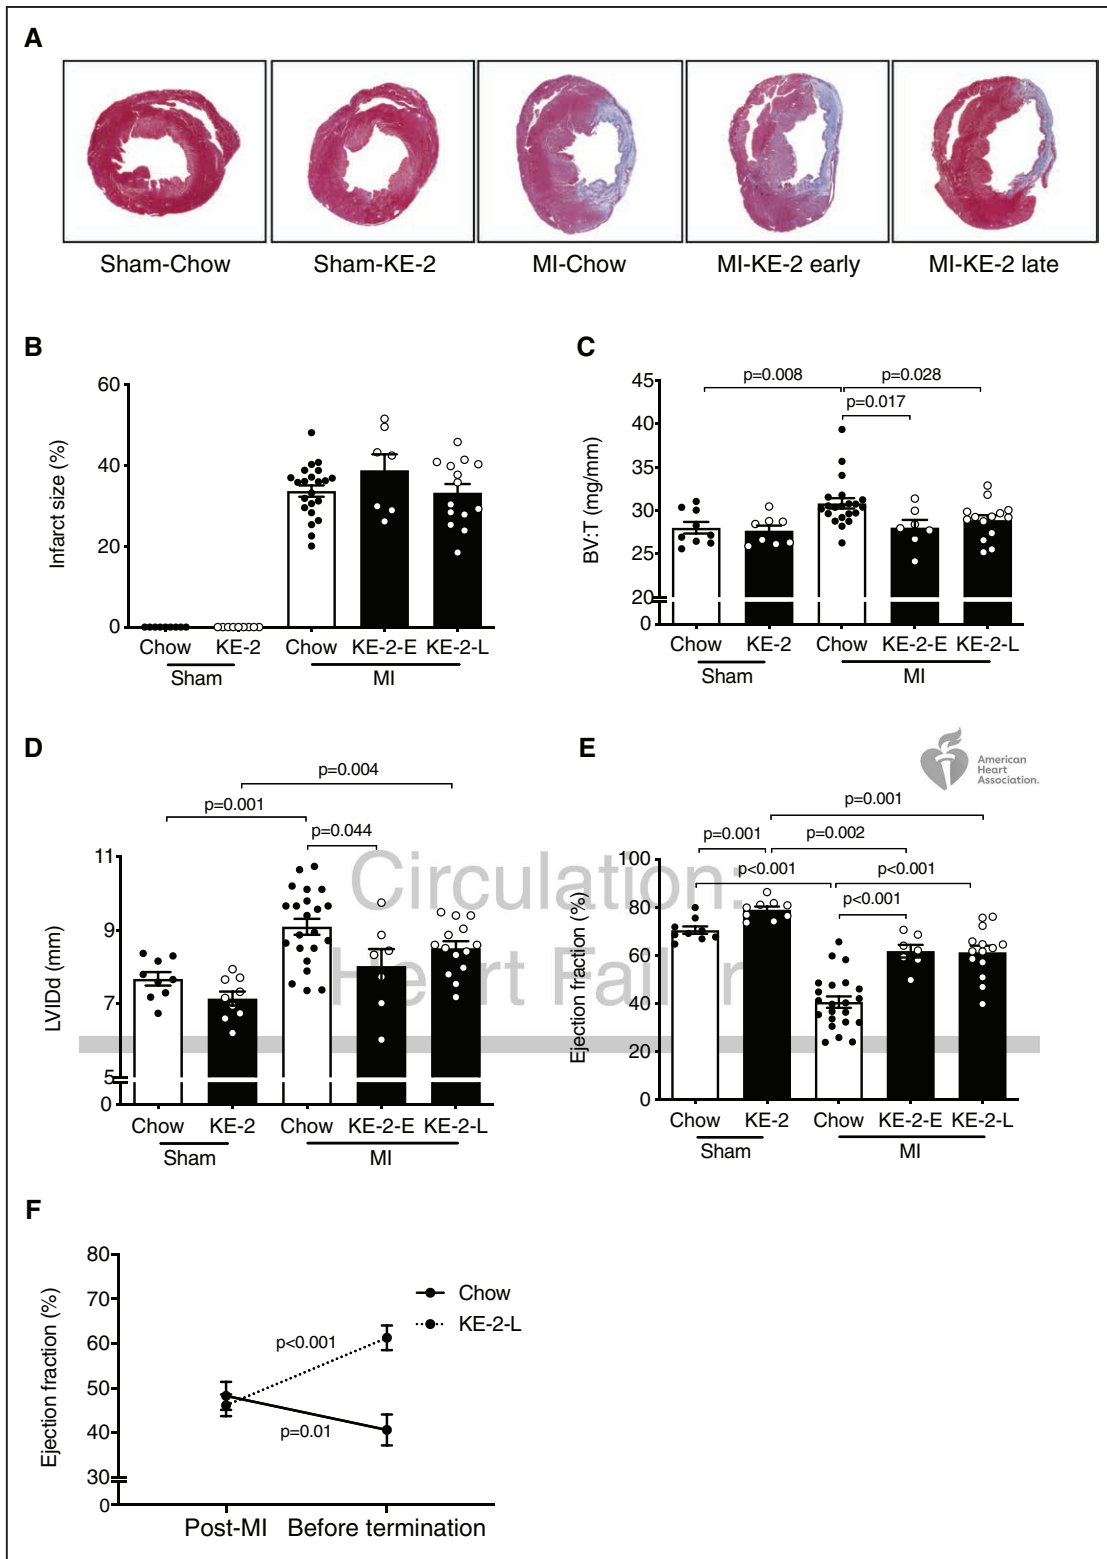 A
Sham-Chow Sham-KE-2 MI-Chow MI-KE-2 early MI-KE-2 late
B
Infarct size (%)
60
40
20
0
Chow KE-2 Chow KE-2-E KE-2-L
Sham MI
C
BV:T (mg/mm)
p=0.008 p=0.028
p=0.017
45
40
35
30
25
20
0
Chow KE-2 Chow KE-2-E KE-2-L
Sham MI
D
LVIDd (mm)
p=0.004
p=0.001
p=0.044
11
9
7
5
0
Chow KE-2 Chow KE-2-E KE-2-L
Sham MI
E
American
Heart
Association.
Ejection fraction (%)
p=0.001
p=0.001 p=0.002
p<0.001 p<0.001
p<0.001
100
80
60
40
20
0
Chow KE-2 Chow KE-2-E KE-2-L
Sham MI
Circulation:
Heart Failur
F
Ejection fraction (%)
80
70
60
50
40
30
0
Chow
KE-2-L
p<0.001
p=0.01
Post-MI Before termination